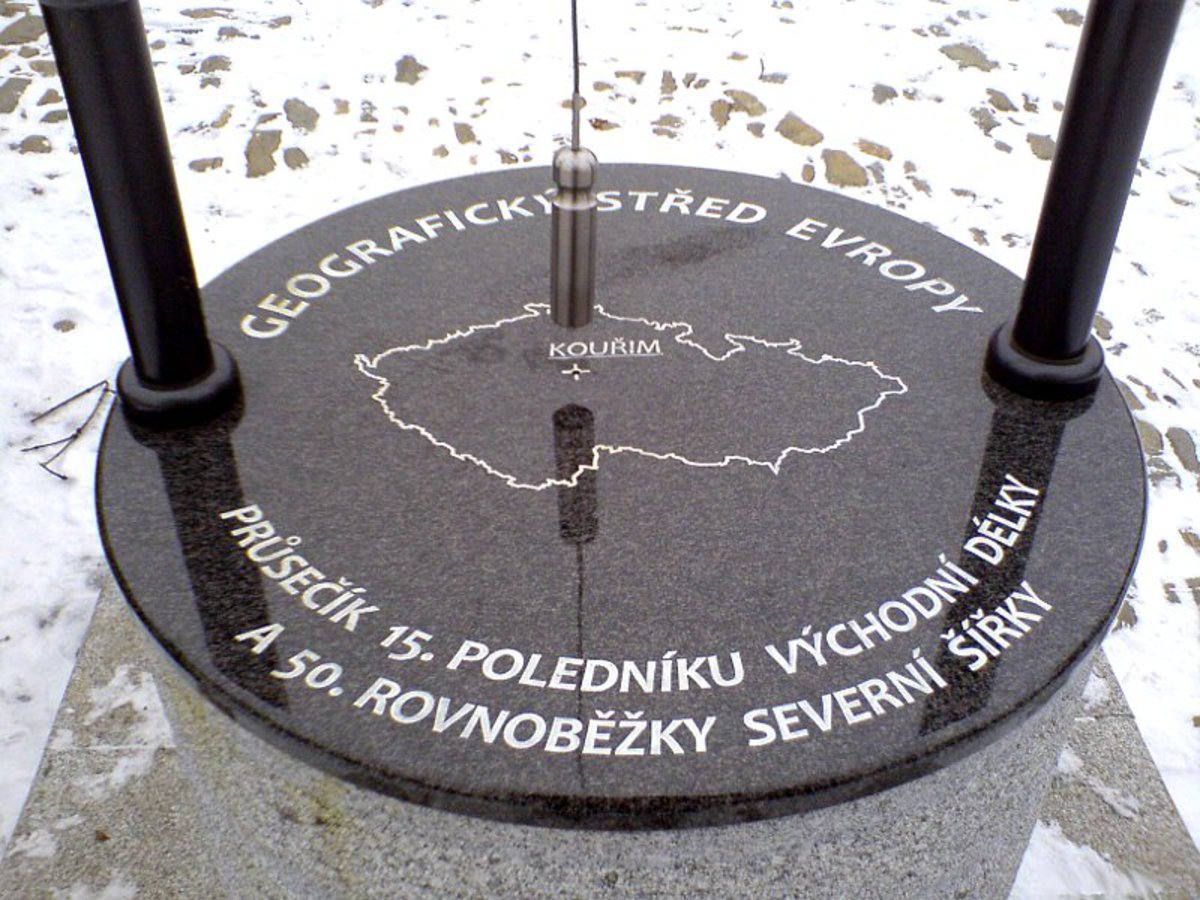 GEOGRAFICKÝ STŘED EVROPY
KOUŘIM
PRŮSEČÍK 15. POLEDNÍKU VÝCHODNÍ DÉLKY
A 50. ROVNOBĚŽKY SEVERNÍ ŠÍŘKY